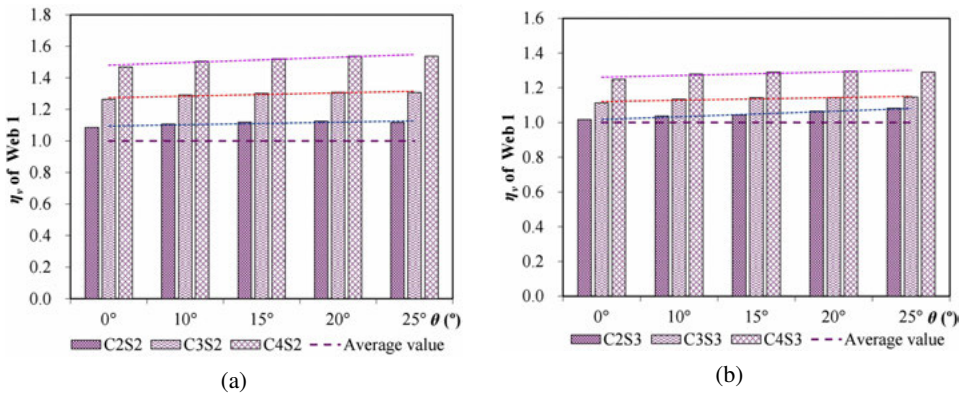 1.8
1.6
1.4
1.2
1.0
0.8
0.6
0.4
0.2
0.0
ηv of Web 1
0° 10° 15° 20° 25° θ (°)
C2S2 C3S2 C4S2 Average value
(a)
1.6
1.4
1.2
1.0
0.8
0.6
0.4
0.2
0.0
ηv of Web 1
0° 10° 15° 20° 25° θ (°)
C2S3 C3S3 C4S3 Average value
(b)